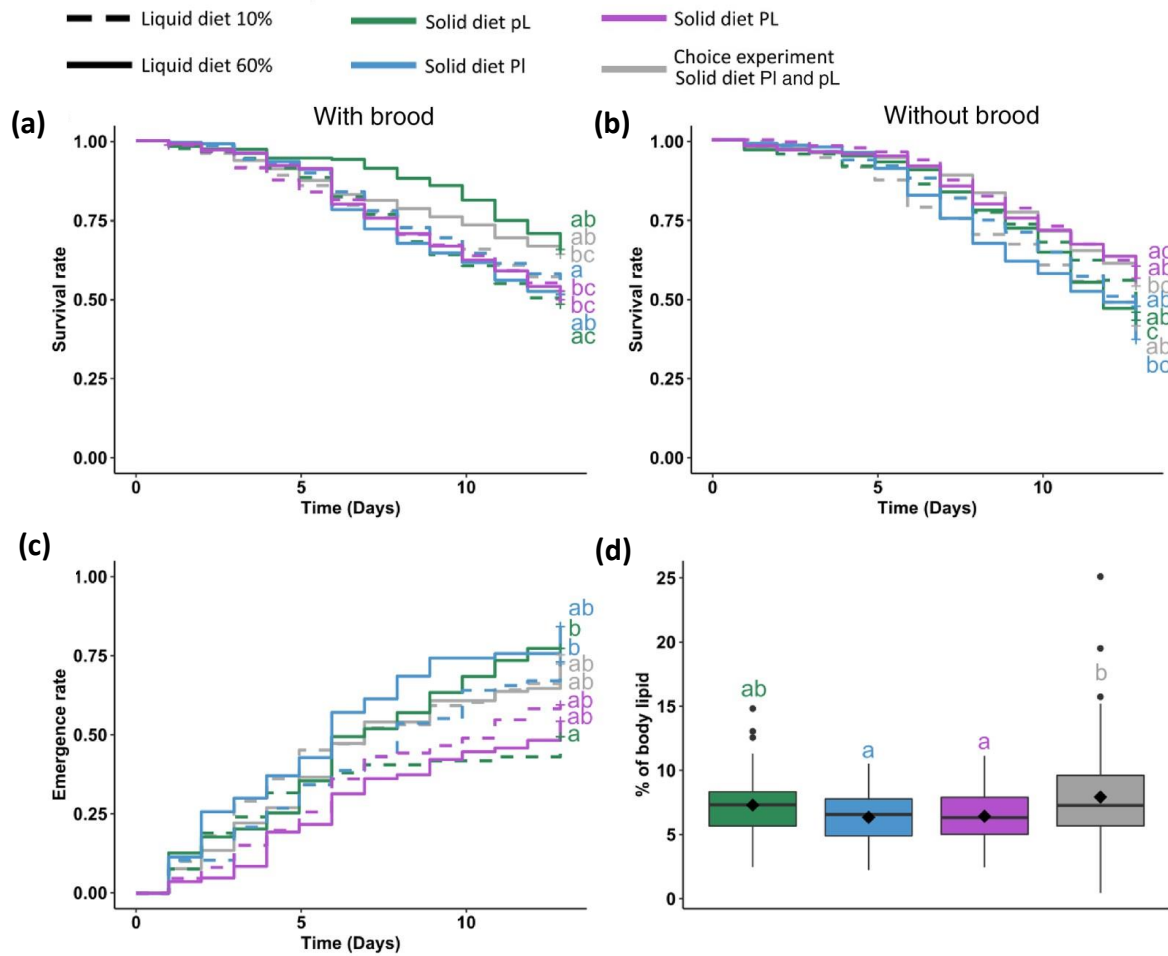 Liquid diet 10%
Solid diet pL
Solid diet PL
Liquid diet 60%
Solid diet Pl
Choice experiment
Solid diet Pl and pL
(a)
With brood
1.00
0.75
0.50
0.25
0.00
Survival rate
0
5
10
Time (Days)
ab
ab
bc
a
bc
bc
ab
ac
(b)
Without brood
1.00
0.75
0.50
0.25
0.00
Survival rate
0
5
10
Time (Days)
ac
ab
bc
ab
ab
c
ab
bc
(c)
1.00
0.75
0.50
0.25
0.00
Emergence rate
0
5
10
Time (Days)
ab
b
b
ab
ab
ab
ab
a
(d)
25
20
15
10
5
0
% of body lipid
ab
a
a
b